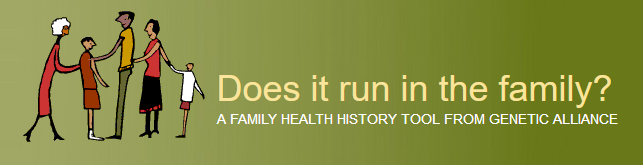 Does it run in the family?
A FAMILY HEALTH HISTORY TOOL FROM GENETIC ALLIANCE